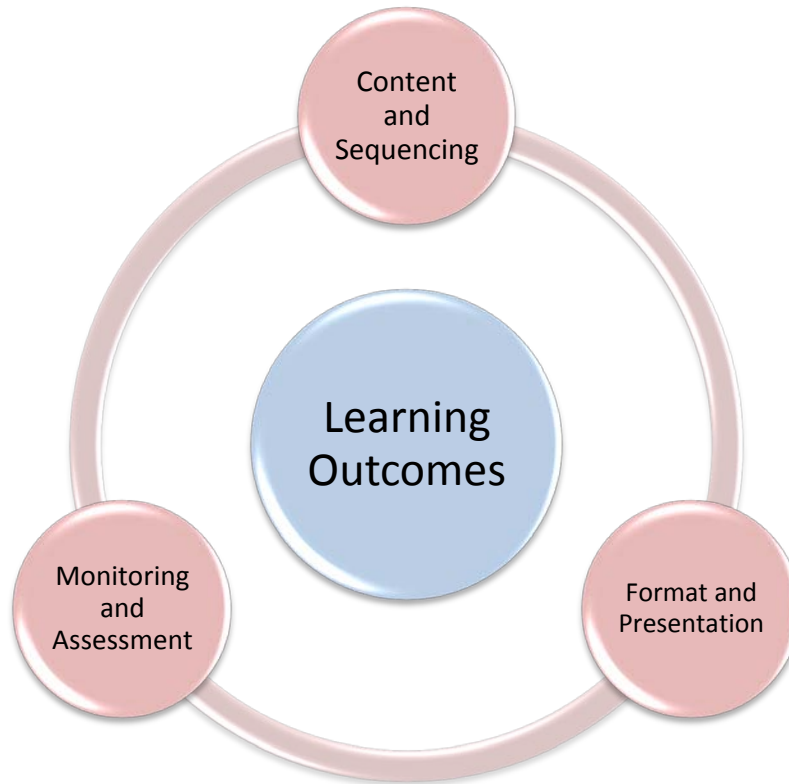 Content
and
Sequencing
Learning
Outcomes
Monitoring
and
Assessment
Format and
Presentation